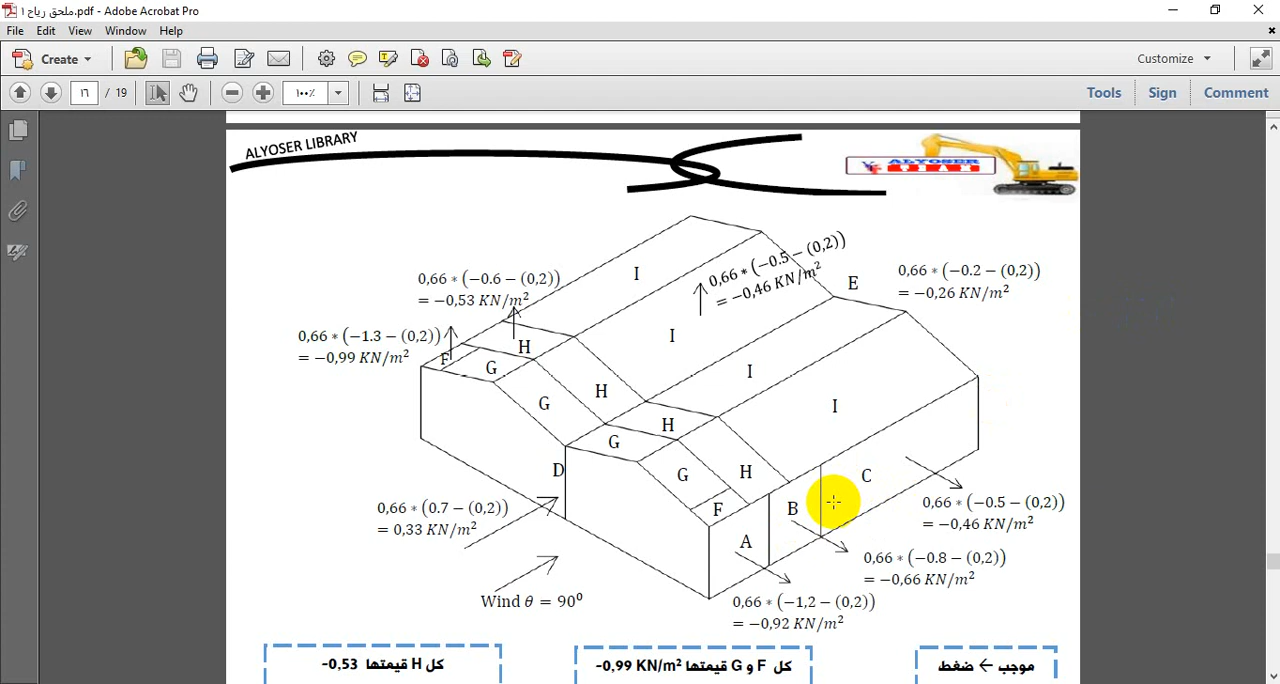 ملحق رياح ١.pdf - Adobe Acrobat Pro
File Edit View Window Help
Create
Customize
١٦ / 19
١٠٠٪
Tools Sign Comment
ALYOSER LIBRARY
ALYOSER
TEAM
I
0,66 ∗ (−0.5 − (0,2))
= −0,46 KN/m²
0,66 ∗ (−0.6 − (0,2))
= −0,53 KN/m²
E
0,66 ∗ (−0.2 − (0,2))
= −0,26 KN/m²
0,66 ∗ (−1.3 − (0,2))
= −0,99 KN/m²
F
H
I
G
I
H
G
I
H
G
D
G
H
C
F
B
0,66 ∗ (0.7 − (0,2))
= 0,33 KN/m²
0,66 ∗ (−0.5 − (0,2))
= −0,46 KN/m²
A
0,66 ∗ (−0.8 − (0,2))
= −0,66 KN/m²
Wind θ = 90⁰
0,66 ∗ (−1,2 − (0,2))
= −0,92 KN/m²
موجب ← ضغط
كل F و G قيمتها −0,99 KN/m²
كل H قيمتها −0,53